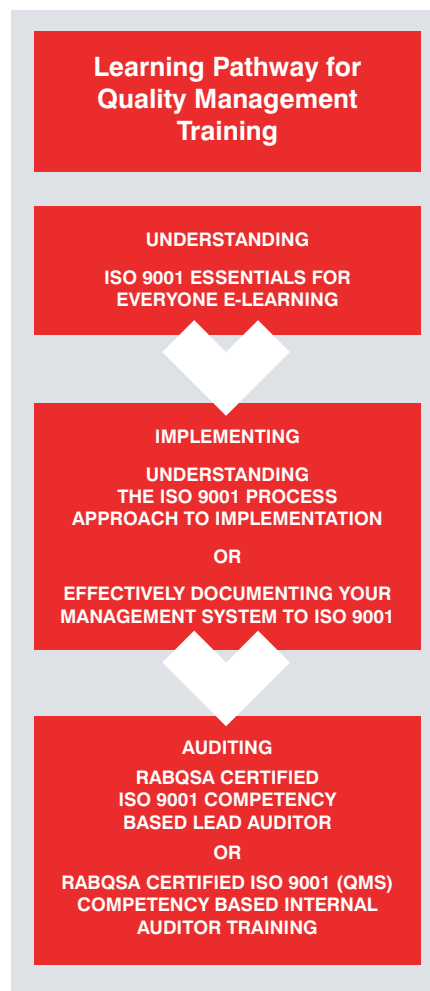 Learning Pathway for
Quality Management
Training
UNDERSTANDING
ISO 9001 ESSENTIALS FOR
EVERYONE E-LEARNING
IMPLEMENTING
UNDERSTANDING
THE ISO 9001 PROCESS
APPROACH TO IMPLEMENTATION
OR
EFFECTIVELY DOCUMENTING YOUR
MANAGEMENT SYSTEM TO ISO 9001
AUDITING
RABQSA CERTIFIED
ISO 9001 COMPETENCY
BASED LEAD AUDITOR
OR
RABQSA CERTIFIED ISO 9001 (QMS)
COMPETENCY BASED INTERNAL
AUDITOR TRAINING